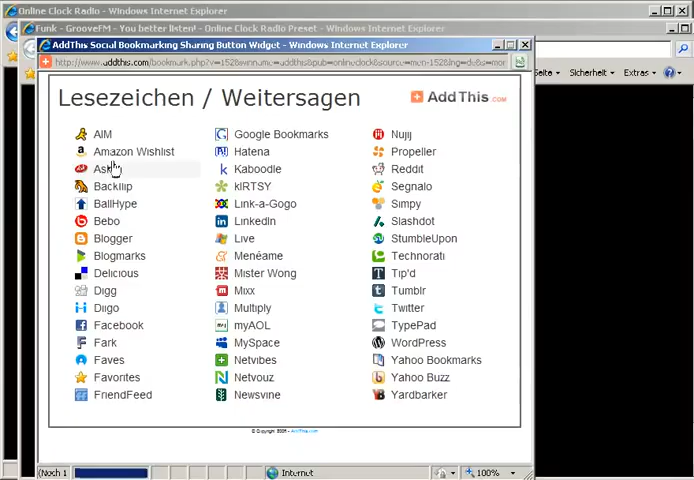 Online Clock Radio - Windows Internet Explorer
Funk - GrooveFM - You better listen! - Online Clock Radio Preset - Windows Internet Explorer
AddThis Social Bookmarking Sharing Button Widget - Windows Internet Explorer
Seite Sicherheit Extras
Lesezeichen / Weitersagen
AddThis.COM
AIM
Amazon Wishlist
Ask
Backflip
BallHype
Bebo
Blogger
Blogmarks
Delicious
Digg
Diigo
Facebook
Fark
Faves
Favorites
FriendFeed
Google Bookmarks
Hatena
Kaboodle
kIRTSY
Link-a-Gogo
LinkedIn
Live
Menéame
Mister Wong
Mixx
Multiply
myAOL
MySpace
Netvibes
Netvouz
Newsvine
Nujij
Propeller
Reddit
Segnalo
Simpy
Slashdot
StumbleUpon
Technorati
Tip'd
Tumblr
Twitter
TypePad
WordPress
Yahoo Bookmarks
Yahoo Buzz
Yardbarker
(Noch 1
Internet
100%